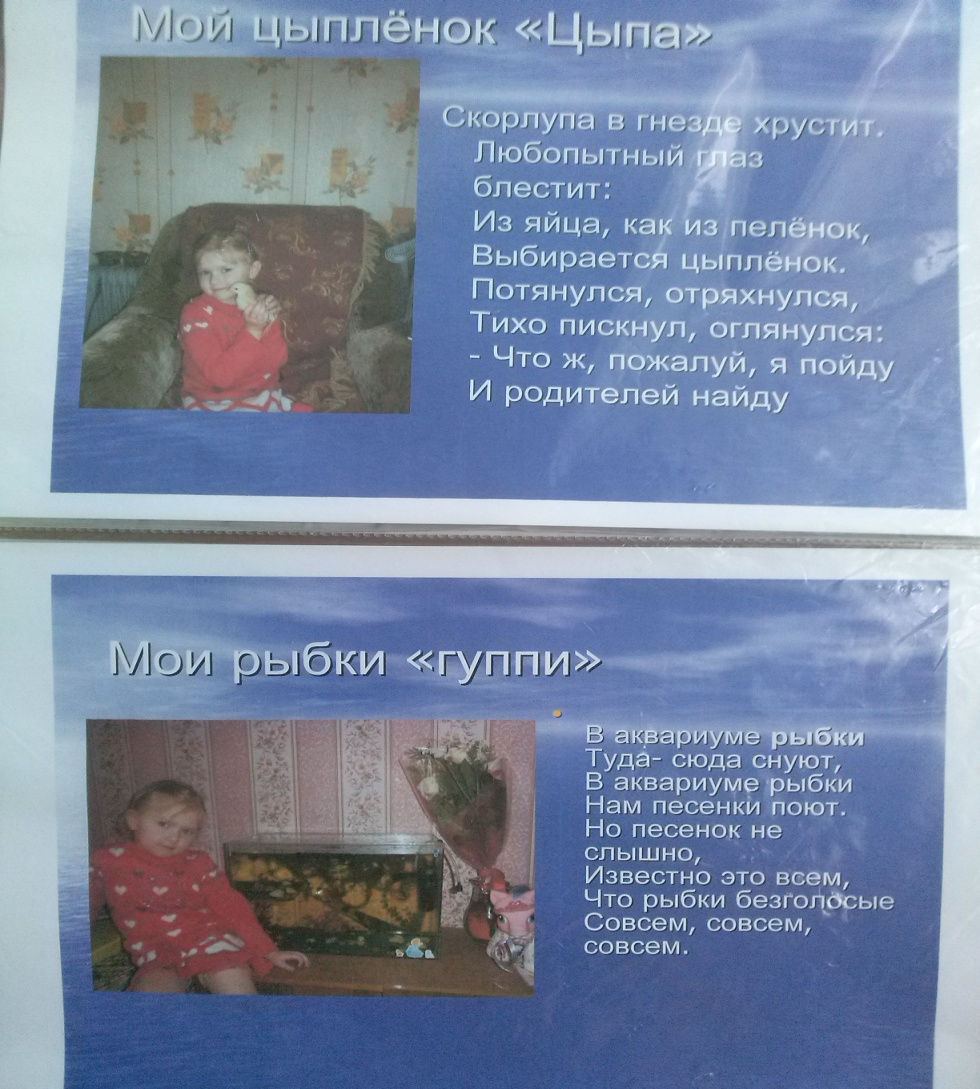 Мой цыплёнок «Цыпа»
Скорлупа в гнезде хрустит.
Любопытный глаз
блестит:
Из яйца, как из пелёнок,
Выбирается цыплёнок.
Потянулся, отряхнулся,
Тихо пискнул, оглянулся:
- Что ж, пожалуй, я пойду
И родителей найду
Мои рыбки «гуппи»
В аквариуме рыбки
Туда- сюда снуют,
В аквариуме рыбки
Нам песенки поют.
Но песенок не
слышно,
Известно это всем,
Что рыбки безголосые
Совсем, совсем,
совсем.